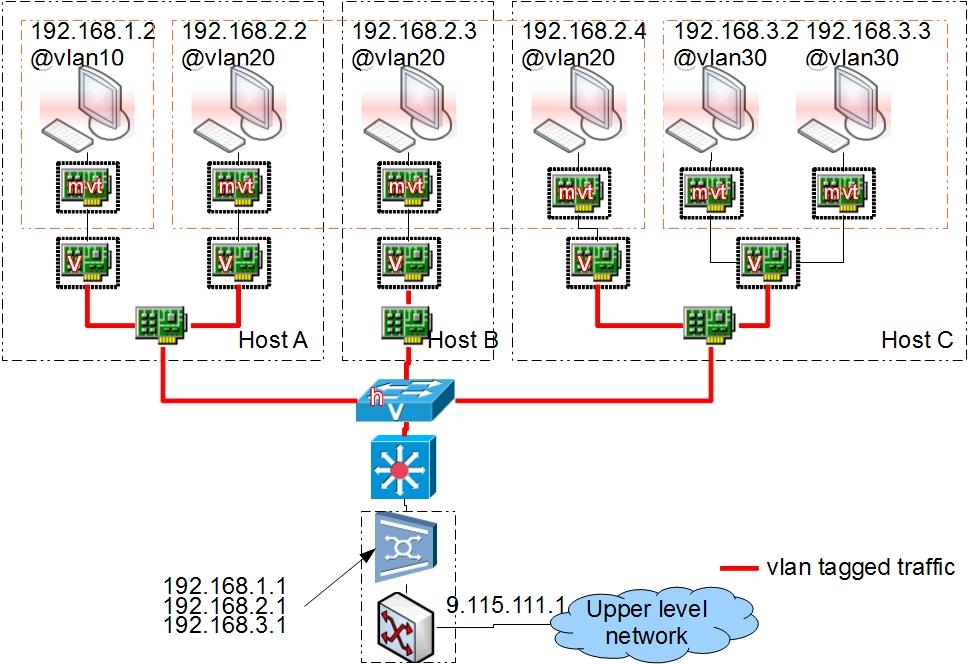 192.168.1.2
@vlan10
192.168.2.2
@vlan20
192.168.2.3
@vlan20
192.168.2.4
@vlan20
192.168.3.2
@vlan30
192.168.3.3
@vlan30
mvt
mvt
mvt
mvt
mvt
mvt
V
V
V
V
V
Host A
Host B
Host C
h
V
192.168.1.1
192.168.2.1
192.168.3.1
vlan tagged traffic
9.115.111.1
Upper level
network